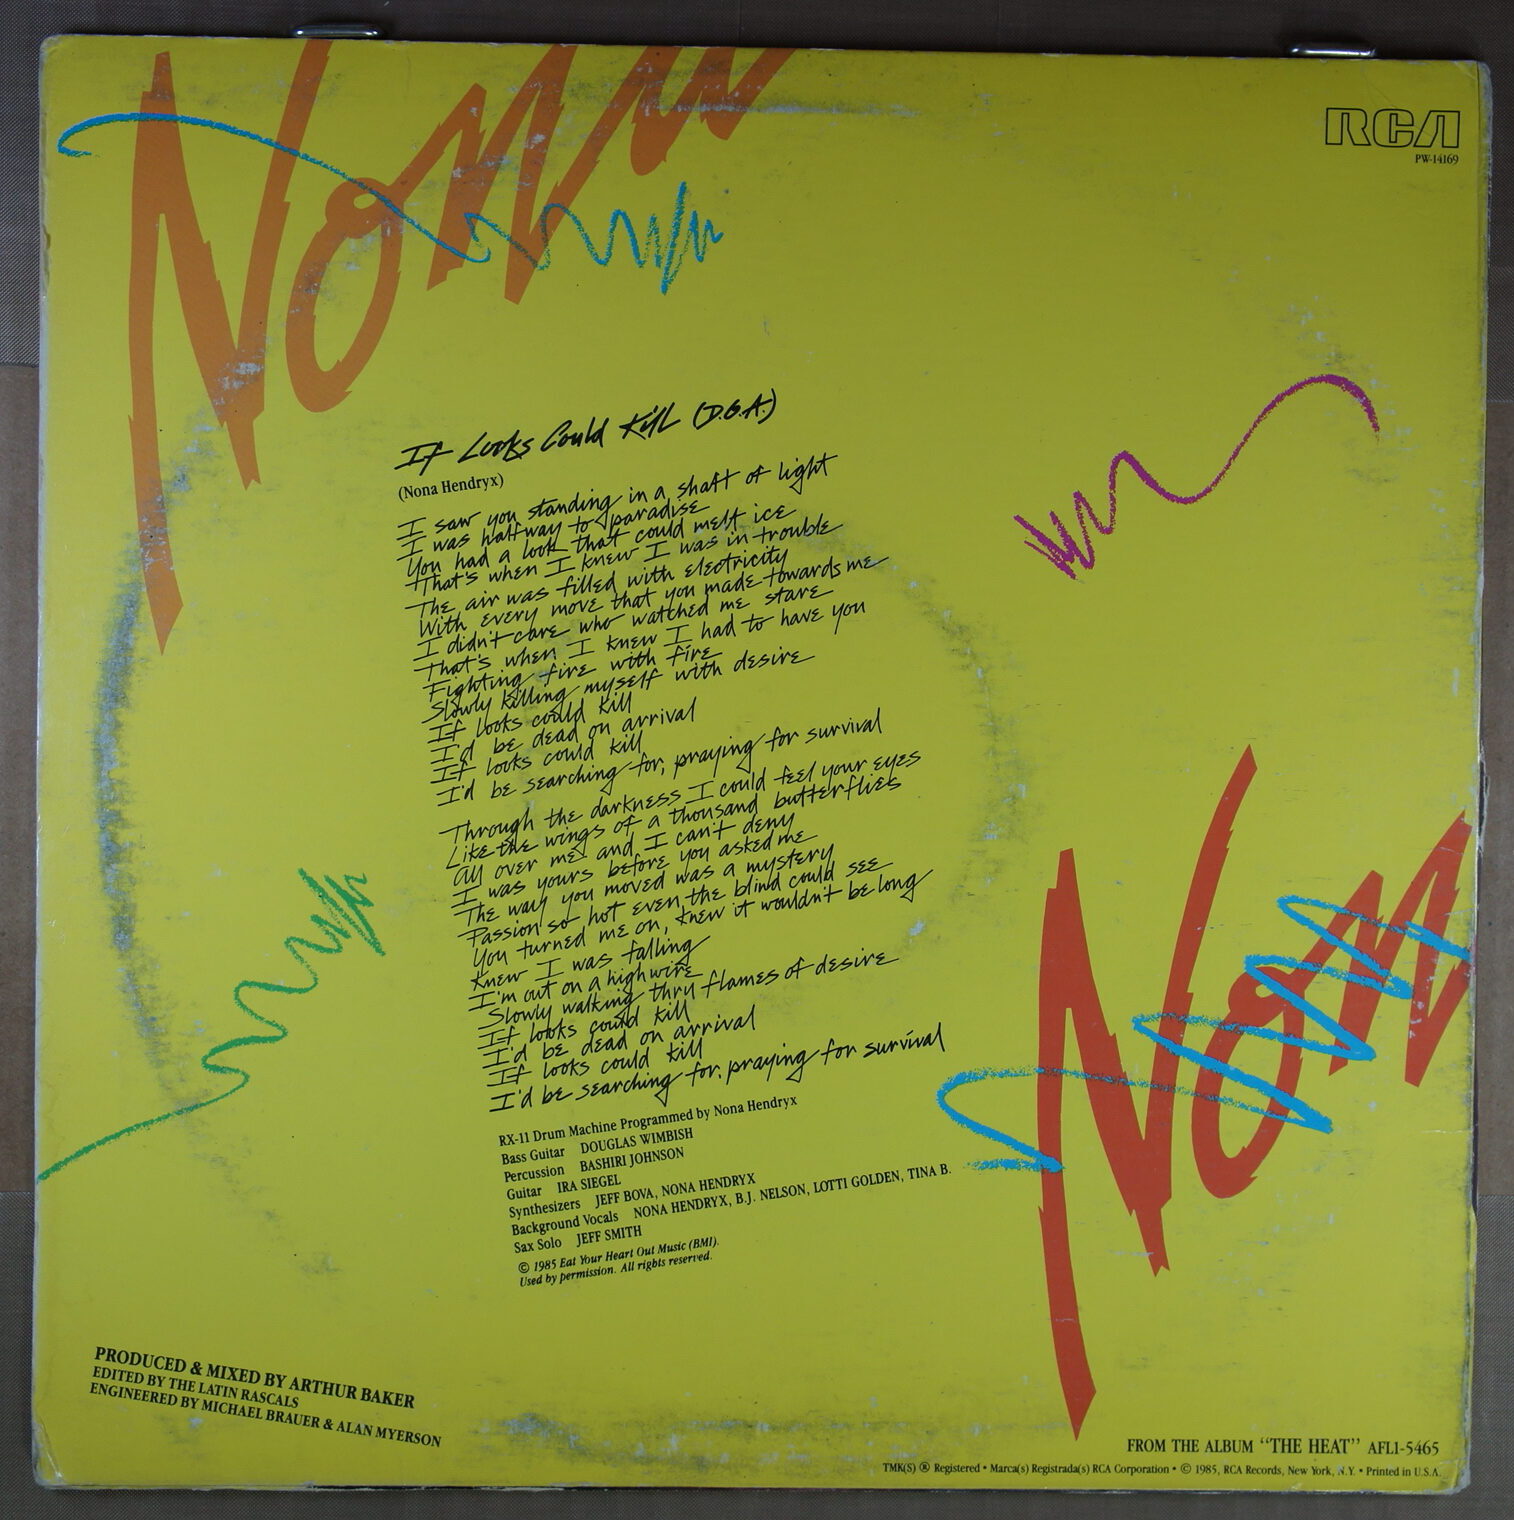 Nona
RCA
PW-14169
If Looks Could Kill (D.O.A.)
(Nona Hendryx)
I saw you standing in a shaft of light
I was halfway to paradise
You had a look that could melt ice
That's when I knew I was in trouble
The air was filled with electricity
With every move that you made towards me
I didn't care who watched me stare
That's when I knew I had to have you
Fighting fire with fire
Slowly killing myself with desire
If looks could kill
I'd be dead on arrival
If looks could kill
I'd be searching for, praying for survival
Through the darkness I could feel your eyes
Like the wings of a thousand butterflies
All over me and I can't deny
I was yours before you asked me
The way you moved was a mystery
Passion so hot even the blind could see
You turned me on, knew it wouldn't be long
Knew I was falling
I'm out on a high wire
Slowly walking thru flames of desire
If looks could kill
I'd be dead on arrival
If looks could kill
I'd be searching for, praying for survival
RX-11 Drum Machine Programmed by Nona Hendryx
Bass Guitar DOUGLAS WIMBISH
Percussion BASHIRI JOHNSON
Guitar IRA SIEGEL
Synthesizers JEFF BOVA, NONA HENDRYX
Background Vocals NONA HENDRYX, B.J. NELSON, LOTTI GOLDEN, TINA B.
Sax Solo JEFF SMITH
© 1985 Eat Your Heart Out Music (BMI).
Used by permission. All rights reserved.
Non
PRODUCED & MIXED BY ARTHUR BAKER
EDITED BY THE LATIN RASCALS
ENGINEERED BY MICHAEL BRAUER & ALAN MYERSON
FROM THE ALBUM "THE HEAT" AFL1-5465
TMK(S) ® Registered • Marca(s) Registrada(s) RCA Corporation • © 1985, RCA Records, New York, N.Y. • Printed in U.S.A.